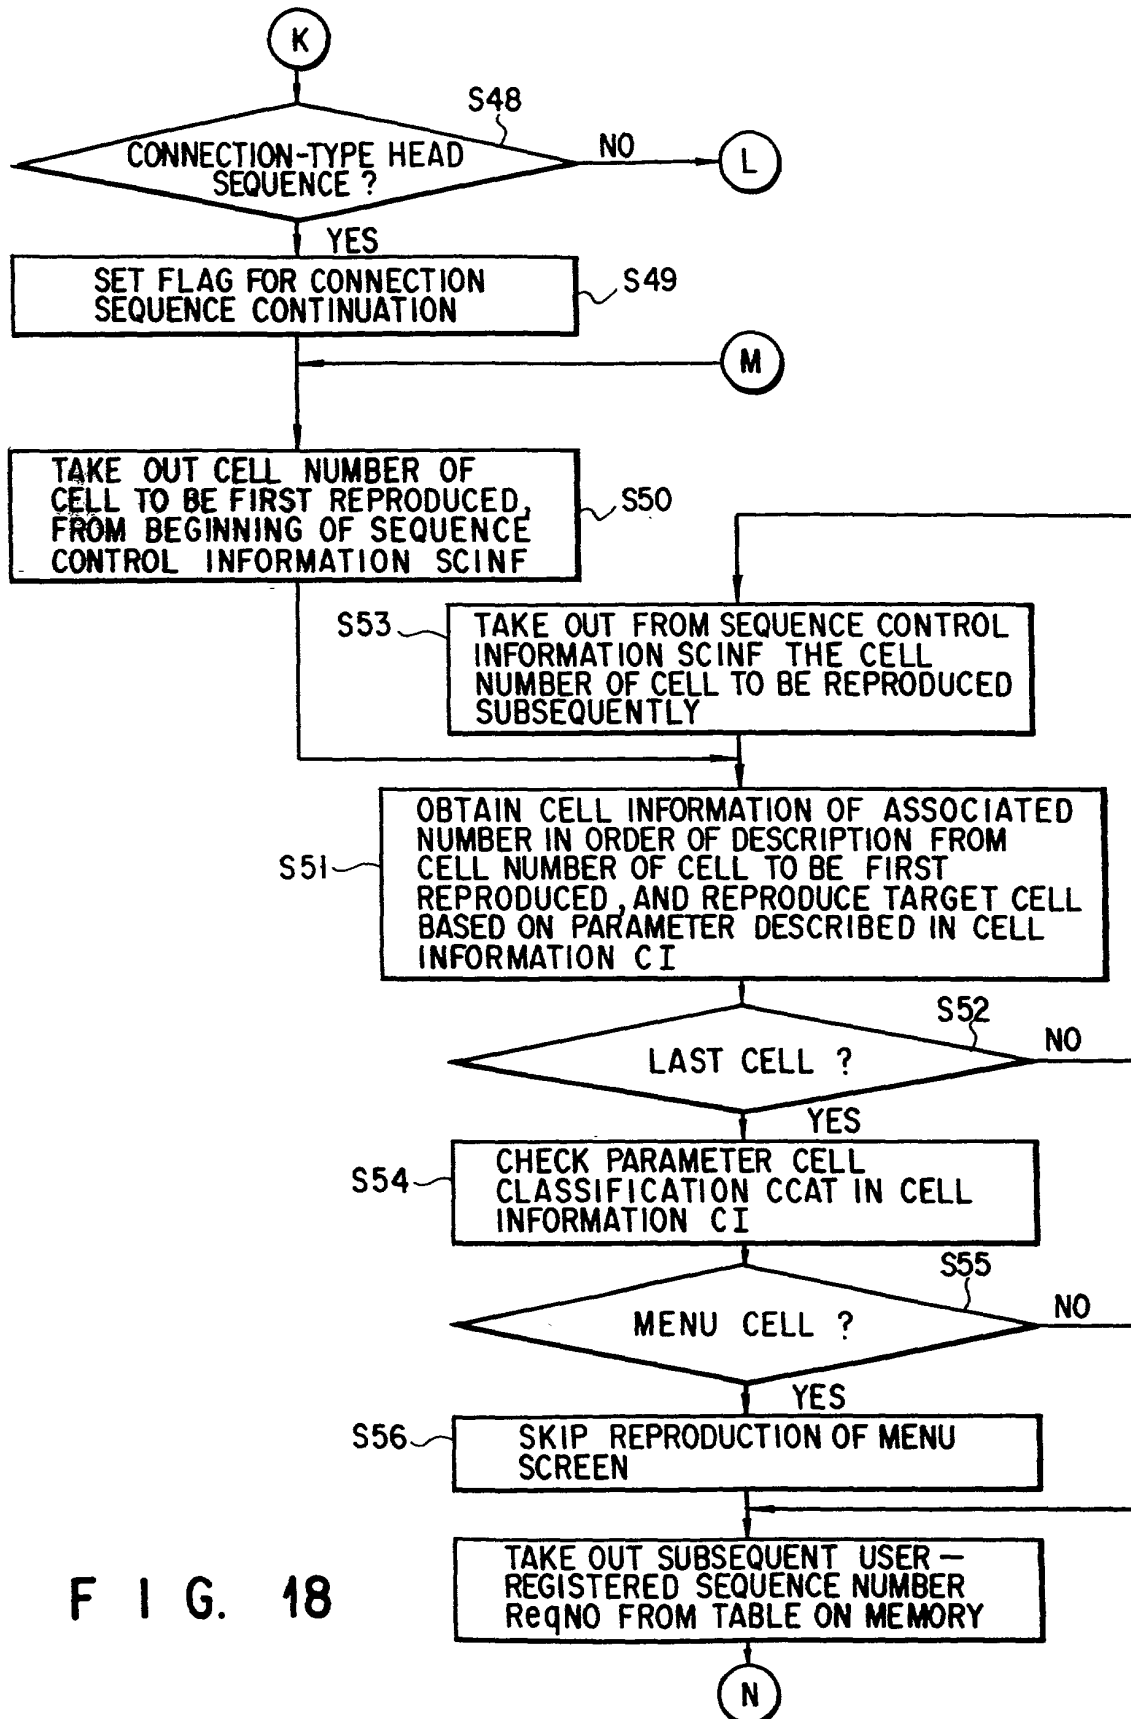 K
S48
CONNECTION-TYPE HEAD
SEQUENCE ?
NO
L
YES
SET FLAG FOR CONNECTION
SEQUENCE CONTINUATION
S49
M
TAKE OUT CELL NUMBER OF
CELL TO BE FIRST REPRODUCED,
FROM BEGINNING OF SEQUENCE
CONTROL INFORMATION SCINF
S50
S53
TAKE OUT FROM SEQUENCE CONTROL
INFORMATION SCINF THE CELL
NUMBER OF CELL TO BE REPRODUCED
SUBSEQUENTLY
S51
OBTAIN CELL INFORMATION OF ASSOCIATED
NUMBER IN ORDER OF DESCRIPTION FROM
CELL NUMBER OF CELL TO BE FIRST
REPRODUCED, AND REPRODUCE TARGET CELL
BASED ON PARAMETER DESCRIBED IN CELL
INFORMATION CI
S52
LAST CELL ?
NO
YES
S54
CHECK PARAMETER CELL
CLASSIFICATION CCAT IN CELL
INFORMATION CI
S55
MENU CELL ?
NO
YES
S56
SKIP REPRODUCTION OF MENU
SCREEN
TAKE OUT SUBSEQUENT USER-
REGISTERED SEQUENCE NUMBER
ReqNO FROM TABLE ON MEMORY
N
FIG. 18